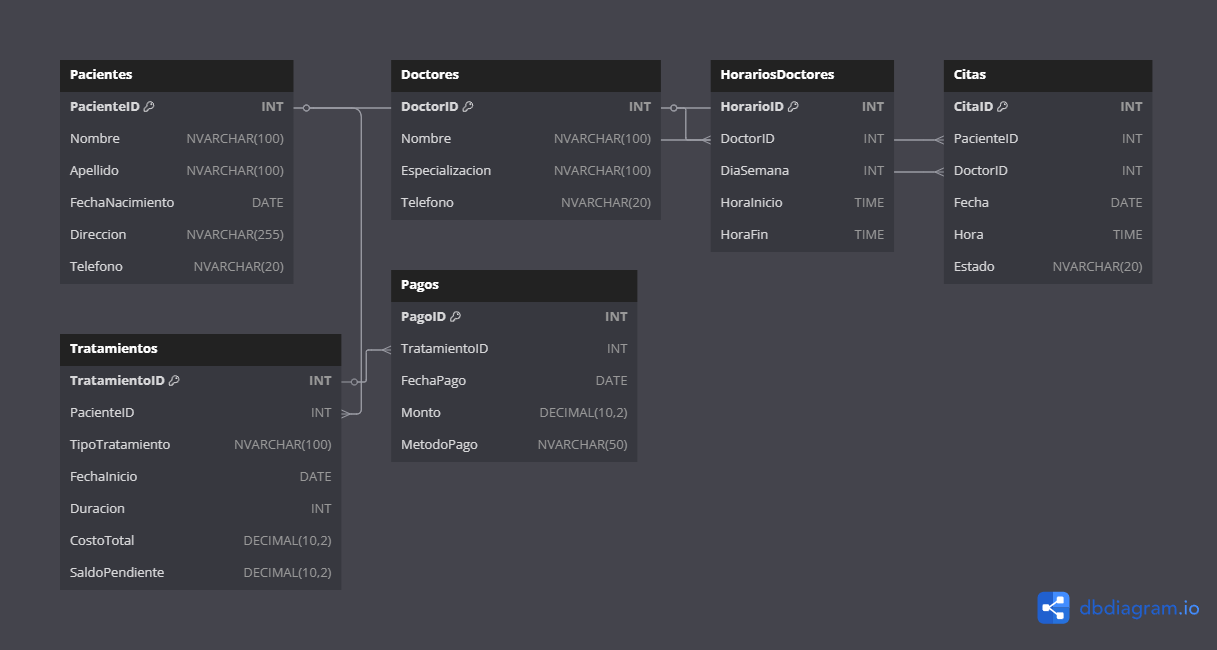 Pacientes
PacienteID INT
Nombre NVARCHAR(100)
Apellido NVARCHAR(100)
FechaNacimiento DATE
Direccion NVARCHAR(255)
Telefono NVARCHAR(20)
Doctores
DoctorID INT
Nombre NVARCHAR(100)
Especializacion NVARCHAR(100)
Telefono NVARCHAR(20)
HorariosDoctores
HorarioID INT
DoctorID INT
DiaSemana INT
HoraInicio TIME
HoraFin TIME
Citas
CitaID INT
PacienteID INT
DoctorID INT
Fecha DATE
Hora TIME
Estado NVARCHAR(20)
Tratamientos
TratamientoID INT
PacienteID INT
TipoTratamiento NVARCHAR(100)
FechaInicio DATE
Duracion INT
CostoTotal DECIMAL(10,2)
SaldoPendiente DECIMAL(10,2)
Pagos
PagoID INT
TratamientoID INT
FechaPago DATE
Monto DECIMAL(10,2)
MetodoPago NVARCHAR(50)
dbdiagram.io